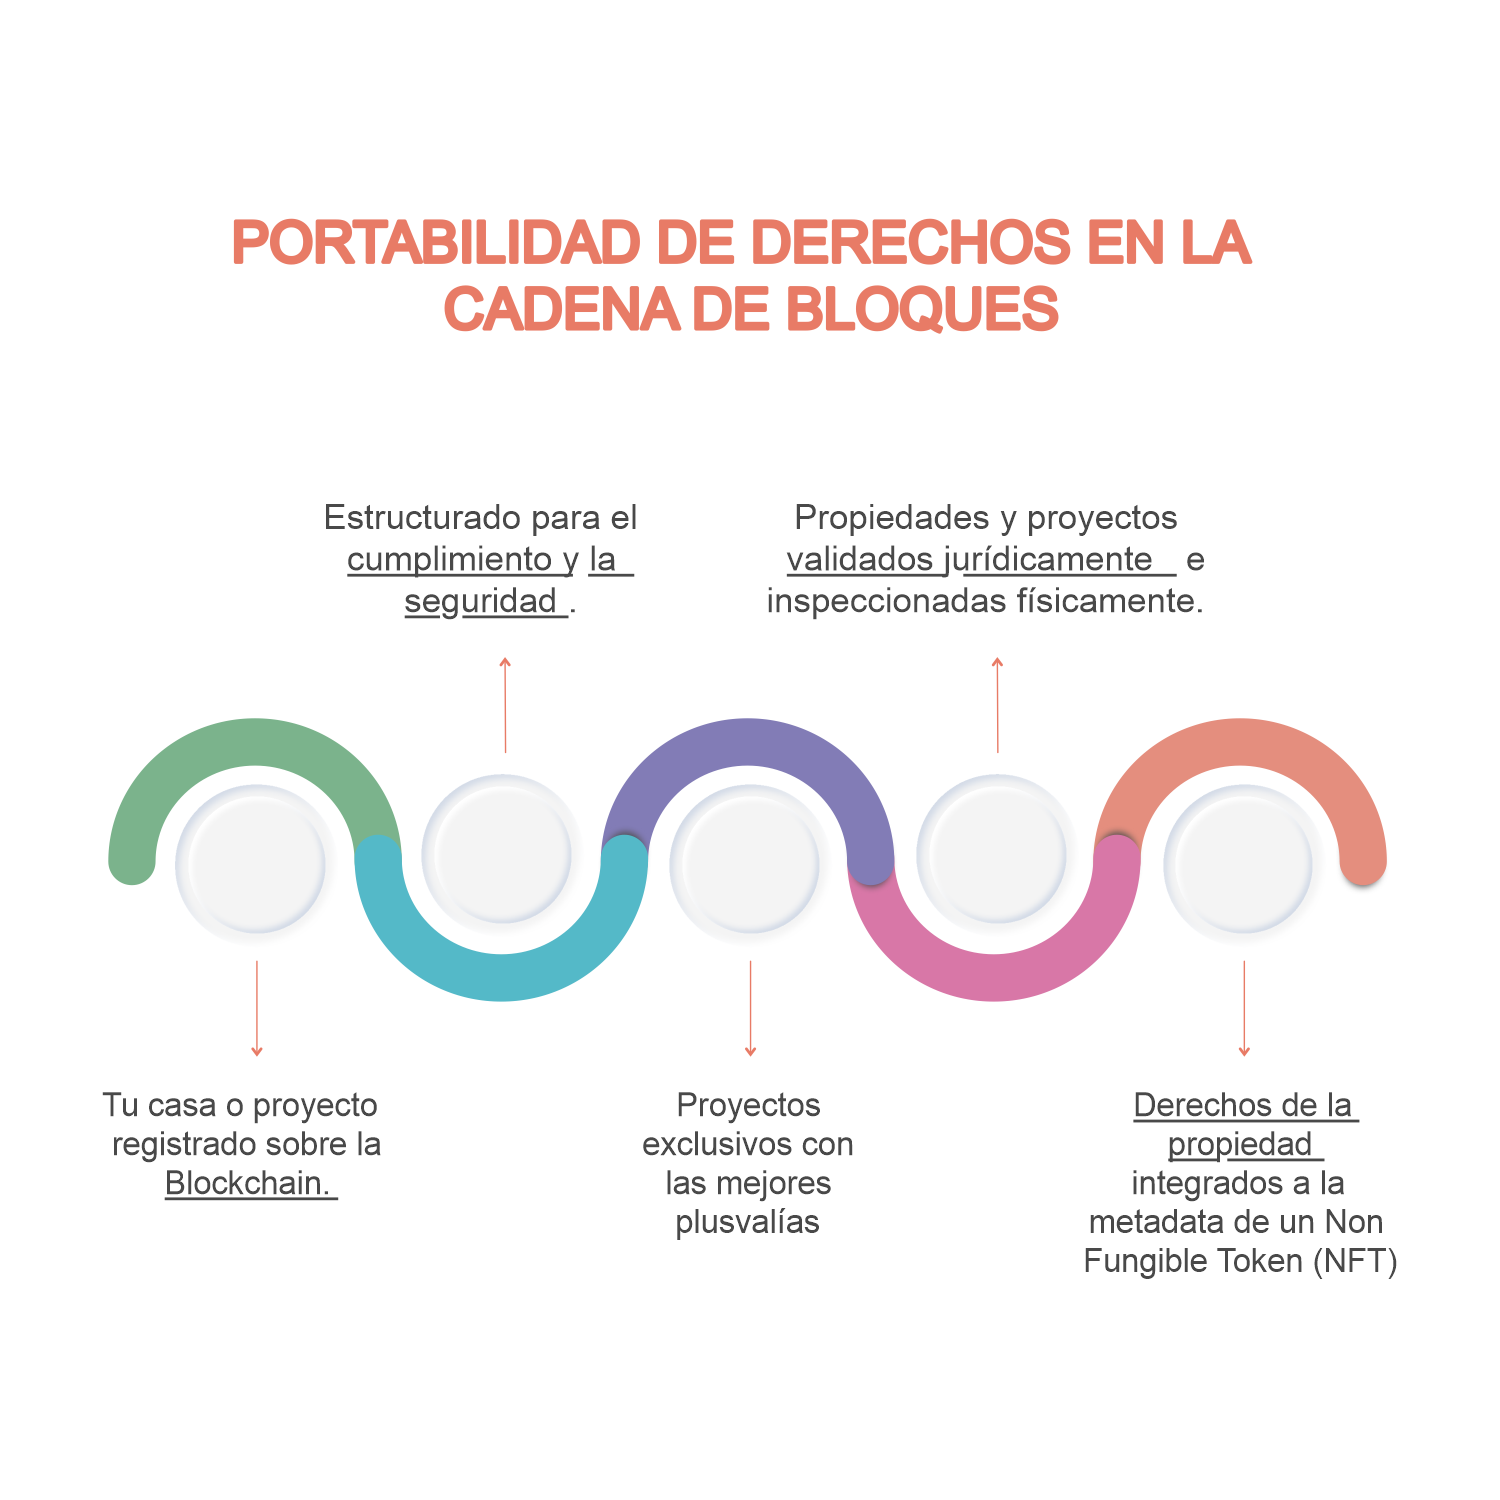 PORTABILIDAD DE DERECHOS EN LA
CADENA DE BLOQUES
Estructurado para el
cumplimiento y la
seguridad .
Propiedades y proyectos
validados jurídicamente e
inspeccionadas físicamente.
Tu casa o proyecto
registrado sobre la
Blockchain.
Proyectos
exclusivos con
las mejores
plusvalías
Derechos de la
propiedad
integrados a la
metadata de un Non
Fungible Token (NFT)